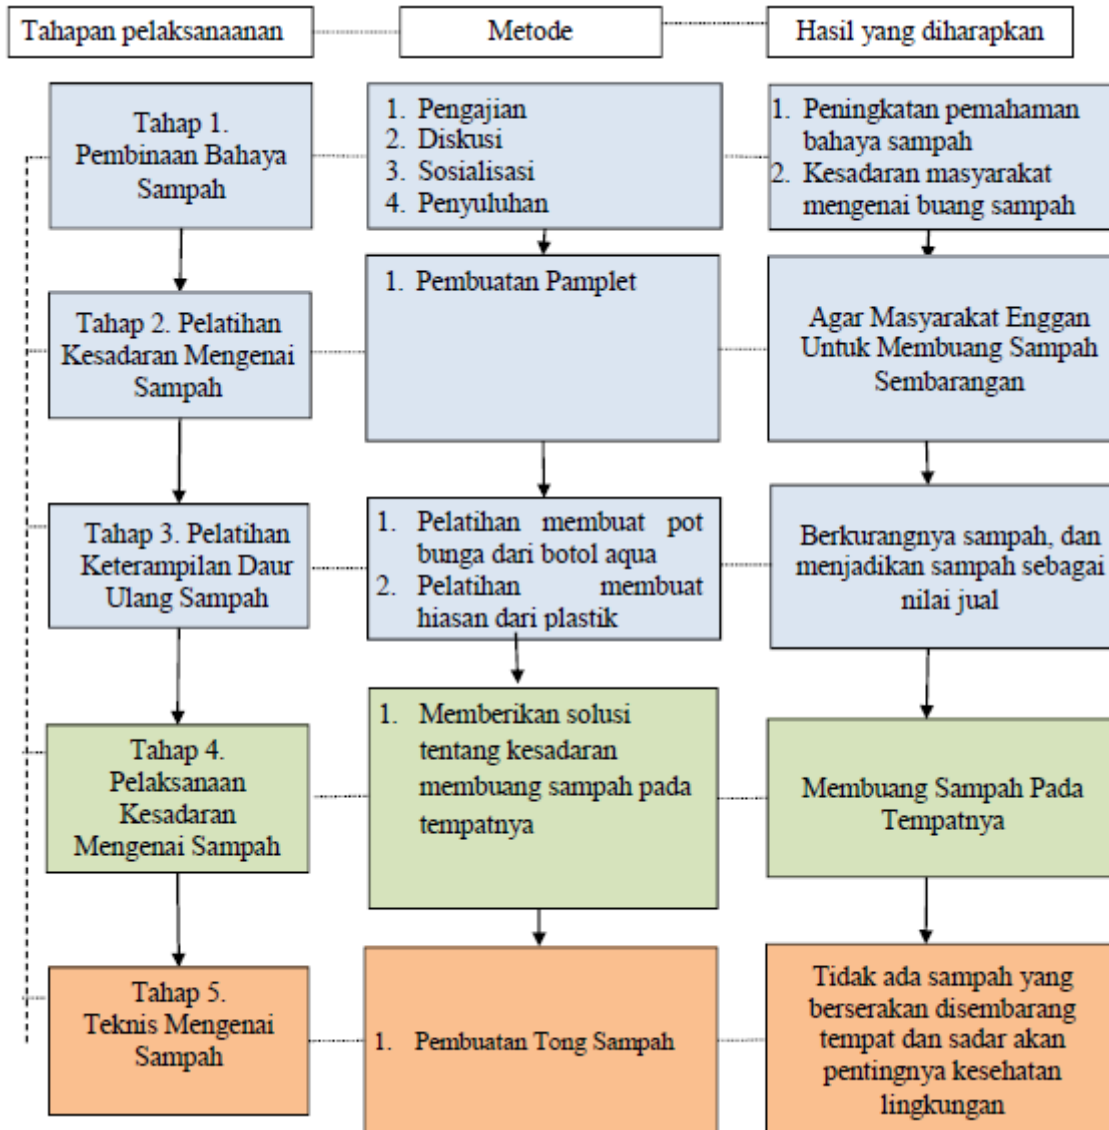 Tahapan pelaksanaanan
Metode
Hasil yang diharapkan
Tahap 1.
Pembinaan Bahaya
Sampah
1. Pengajian
2. Diskusi
3. Sosialisasi
4. Penyuluhan
1. Peningkatan pemahaman
bahaya sampah
2. Kesadaran masyarakat
mengenai buang sampah
Tahap 2. Pelatihan
Kesadaran Mengenai
Sampah
1. Pembuatan Pamplet
Agar Masyarakat Enggan
Untuk Membuang Sampah
Sembarangan
Tahap 3. Pelatihan
Keterampilan Daur
Ulang Sampah
1. Pelatihan membuat pot
bunga dari botol aqua
2. Pelatihan membuat
hiasan dari plastik
Berkurangnya sampah, dan
menjadikan sampah sebagai
nilai jual
Tahap 4.
Pelaksanaan
Kesadaran
Mengenai Sampah
1. Memberikan solusi
tentang kesadaran
membuang sampah pada
tempatnya
Membuang Sampah Pada
Tempatnya
Tahap 5.
Teknis Mengenai
Sampah
1. Pembuatan Tong Sampah
Tidak ada sampah yang
berserakan disembarang
tempat dan sadar akan
pentingnya kesehatan
lingkungan